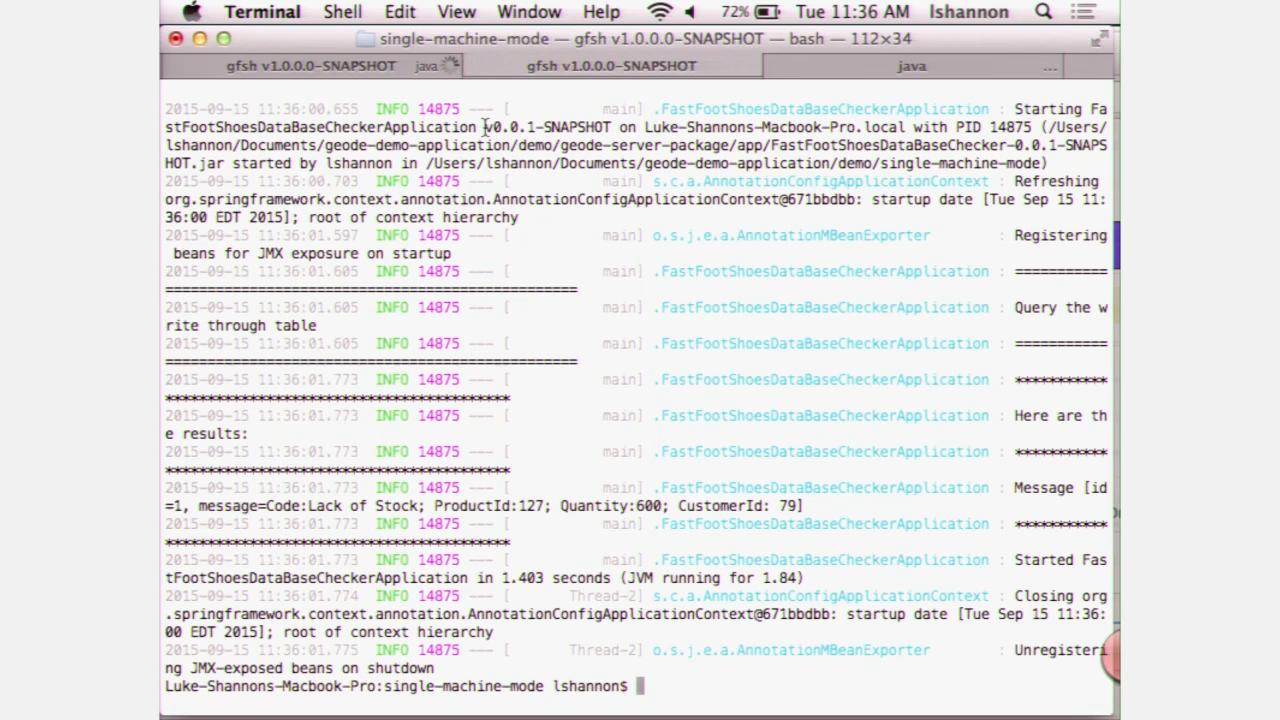 Terminal Shell Edit View Window Help 72% Tue 11:36 AM lshannon
single-machine-mode — gfsh v1.0.0.0-SNAPSHOT — bash — 112×34
gfsh v1.0.0.0-SNAPSHOT java gfsh v1.0.0.0-SNAPSHOT java ...
2015-09-15 11:36:00.655 INFO 14875 --- [ main] .FastFootShoesDataBaseCheckerApplication : Starting Fa
stFootShoesDataBaseCheckerApplication v0.0.1-SNAPSHOT on Luke-Shannons-Macbook-Pro.local with PID 14875 (/Users/
lshannon/Documents/geode-demo-application/demo/geode-server-package/app/FastFootShoesDataBaseChecker-0.0.1-SNAPS
HOT.jar started by lshannon in /Users/lshannon/Documents/geode-demo-application/demo/single-machine-mode)
2015-09-15 11:36:00.703 INFO 14875 --- [ main] s.c.a.AnnotationConfigApplicationContext : Refreshing
org.springframework.context.annotation.AnnotationConfigApplicationContext@671bbdbb: startup date [Tue Sep 15 11:
36:00 EDT 2015]; root of context hierarchy
2015-09-15 11:36:01.597 INFO 14875 --- [ main] o.s.j.e.a.AnnotationMBeanExporter : Registering
beans for JMX exposure on startup
2015-09-15 11:36:01.605 INFO 14875 --- [ main] .FastFootShoesDataBaseCheckerApplication : ===========
=================================================
2015-09-15 11:36:01.605 INFO 14875 --- [ main] .FastFootShoesDataBaseCheckerApplication : Query the w
rite through table
2015-09-15 11:36:01.605 INFO 14875 --- [ main] .FastFootShoesDataBaseCheckerApplication : ===========
=================================================
2015-09-15 11:36:01.773 INFO 14875 --- [ main] .FastFootShoesDataBaseCheckerApplication : ***********
*****************************************
2015-09-15 11:36:01.773 INFO 14875 --- [ main] .FastFootShoesDataBaseCheckerApplication : Here are th
e results:
2015-09-15 11:36:01.773 INFO 14875 --- [ main] .FastFootShoesDataBaseCheckerApplication : ***********
*****************************************
2015-09-15 11:36:01.773 INFO 14875 --- [ main] .FastFootShoesDataBaseCheckerApplication : Message [id
=1, message=Code:Lack of Stock; ProductId:127; Quantity:600; CustomerId: 79]
2015-09-15 11:36:01.773 INFO 14875 --- [ main] .FastFootShoesDataBaseCheckerApplication : ***********
*****************************************
2015-09-15 11:36:01.773 INFO 14875 --- [ main] .FastFootShoesDataBaseCheckerApplication : Started Fas
tFootShoesDataBaseCheckerApplication in 1.403 seconds (JVM running for 1.84)
2015-09-15 11:36:01.774 INFO 14875 --- [ Thread-2] s.c.a.AnnotationConfigApplicationContext : Closing org
.springframework.context.annotation.AnnotationConfigApplicationContext@671bbdbb: startup date [Tue Sep 15 11:36:
00 EDT 2015]; root of context hierarchy
2015-09-15 11:36:01.775 INFO 14875 --- [ Thread-2] o.s.j.e.a.AnnotationMBeanExporter : Unregisteri
ng JMX-exposed beans on shutdown
Luke-Shannons-Macbook-Pro:single-machine-mode lshannon$